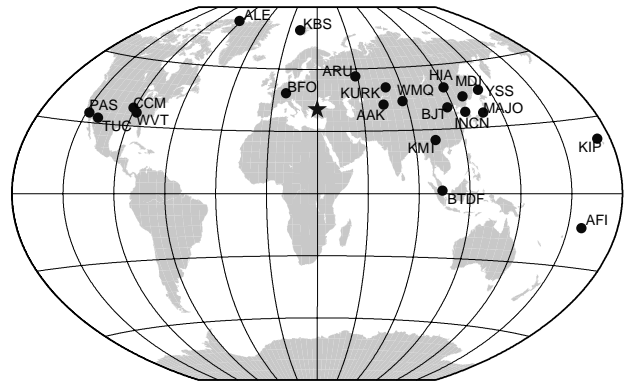 ALE
KBS
ARU
HIA
MDJ
BFO
KURK
WMQ
YSS
PAS
CCM
AAK
BJT
MAJO
TUC
WVT
INCN
KMI
KIP
BTDF
AFI